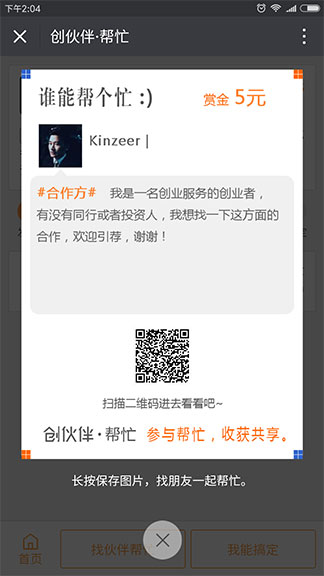 下午2:04
创伙伴·帮忙
谁能帮个忙 :)
赏金 5元
Kinzeer |
#合作方# 我是一名创业服务的创业者，
有没有同行或者投资人，我想找一下这方面的
合作，欢迎引荐，谢谢！
扫描二维码进去看看吧~
创伙伴·帮忙 参与帮忙，收获共享。
长按保存图片，找朋友一起帮忙。
首页
找伙伴帮
我能搞定